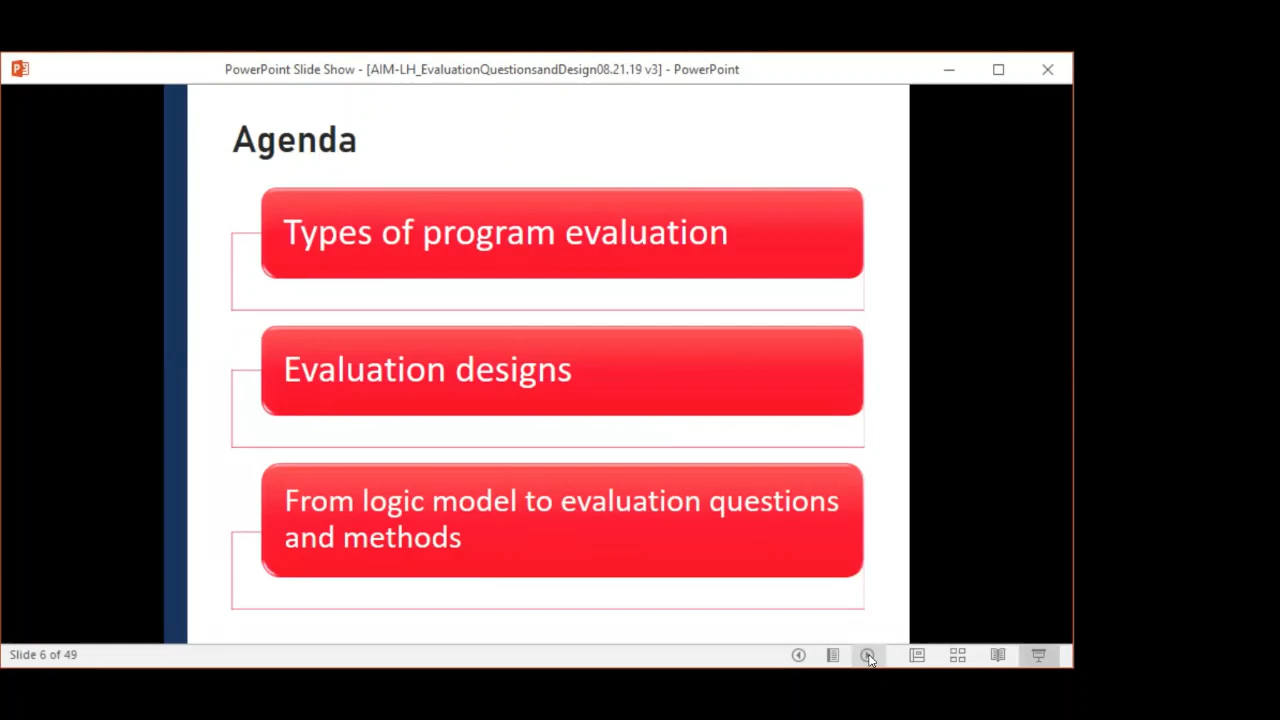 PowerPoint Slide Show - [AIM-LH_EvaluationQuestionsandDesign08.21.19 v3] - PowerPoint
Agenda
Types of program evaluation
Evaluation designs
From logic model to evaluation questions
and methods
Slide 6 of 49